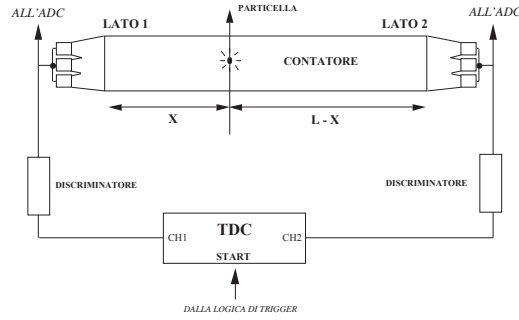 ALL'ADC
PARTICELLA
ALL'ADC
LATO 1
LATO 2
CONTATORE
X
L - X
DISCRIMINATORE
DISCRIMINATORE
TDC
CH1
CH2
START
DALLA LOGICA DI TRIGGER